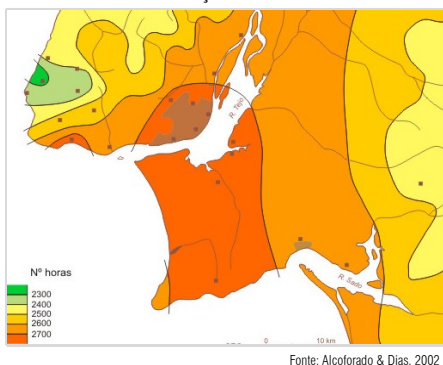 R. Tejo
R. Sado
Nº horas
2300
2400
2500
2600
2700
0 10 km
Fonte: Alcoforado & Dias, 2002